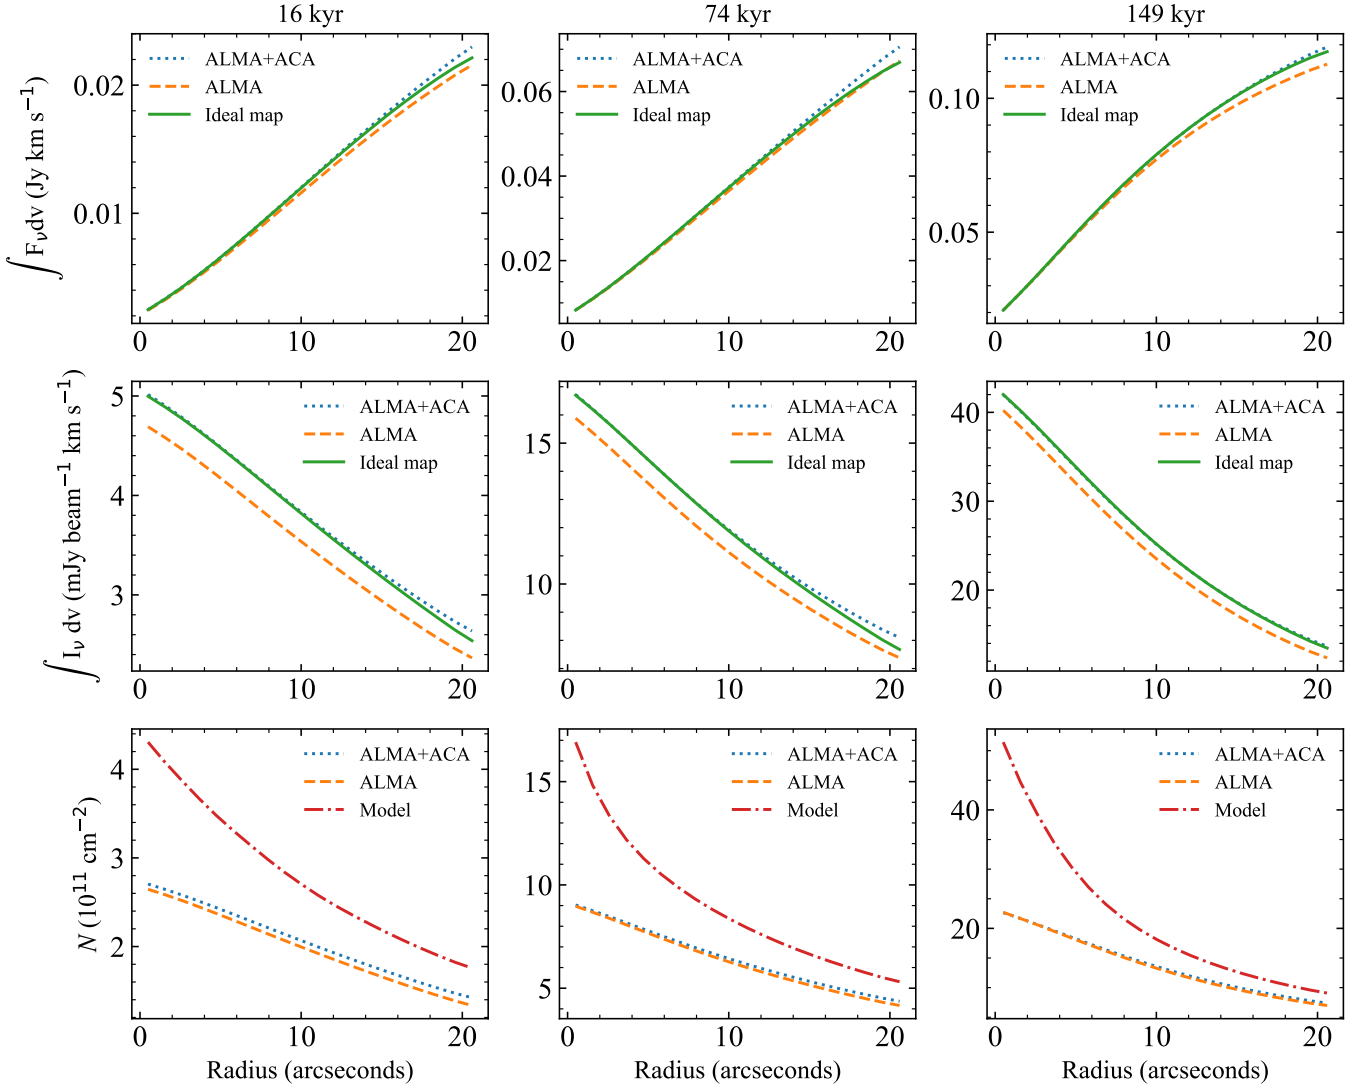 16 kyr
74 kyr
149 kyr
∫ Fνdv (Jy km s−1)
0.02
0.01
ALMA+ACA
ALMA
Ideal map
0 10 20
0.06
0.04
0.02
ALMA+ACA
ALMA
Ideal map
0 10 20
0.10
0.05
ALMA+ACA
ALMA
Ideal map
0 10 20
∫ Iν dv (mJy beam−1 km s−1)
5
4
3
ALMA+ACA
ALMA
Ideal map
0 10 20
15
10
ALMA+ACA
ALMA
Ideal map
0 10 20
40
30
20
ALMA+ACA
ALMA
Ideal map
0 10 20
N (1011 cm−2)
4
3
2
ALMA+ACA
ALMA
Model
0 10 20
Radius (arcseconds)
15
10
5
ALMA+ACA
ALMA
Model
0 10 20
Radius (arcseconds)
40
20
ALMA+ACA
ALMA
Model
0 10 20
Radius (arcseconds)